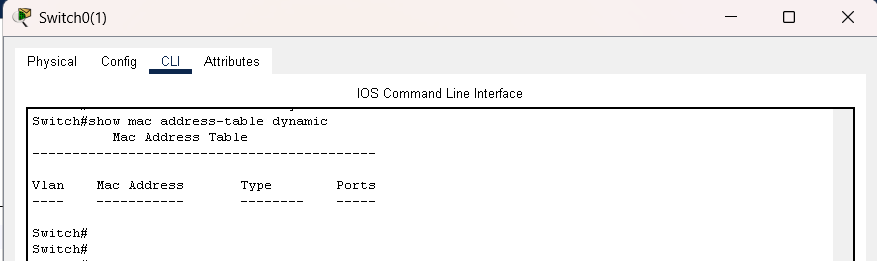 Switch0(1)
Physical Config CLI Attributes
IOS Command Line Interface
Switch#show mac address-table dynamic
Mac Address Table
-------------------------------------------
Vlan Mac Address Type Ports
---- ----------- -------- -----
Switch#
Switch#